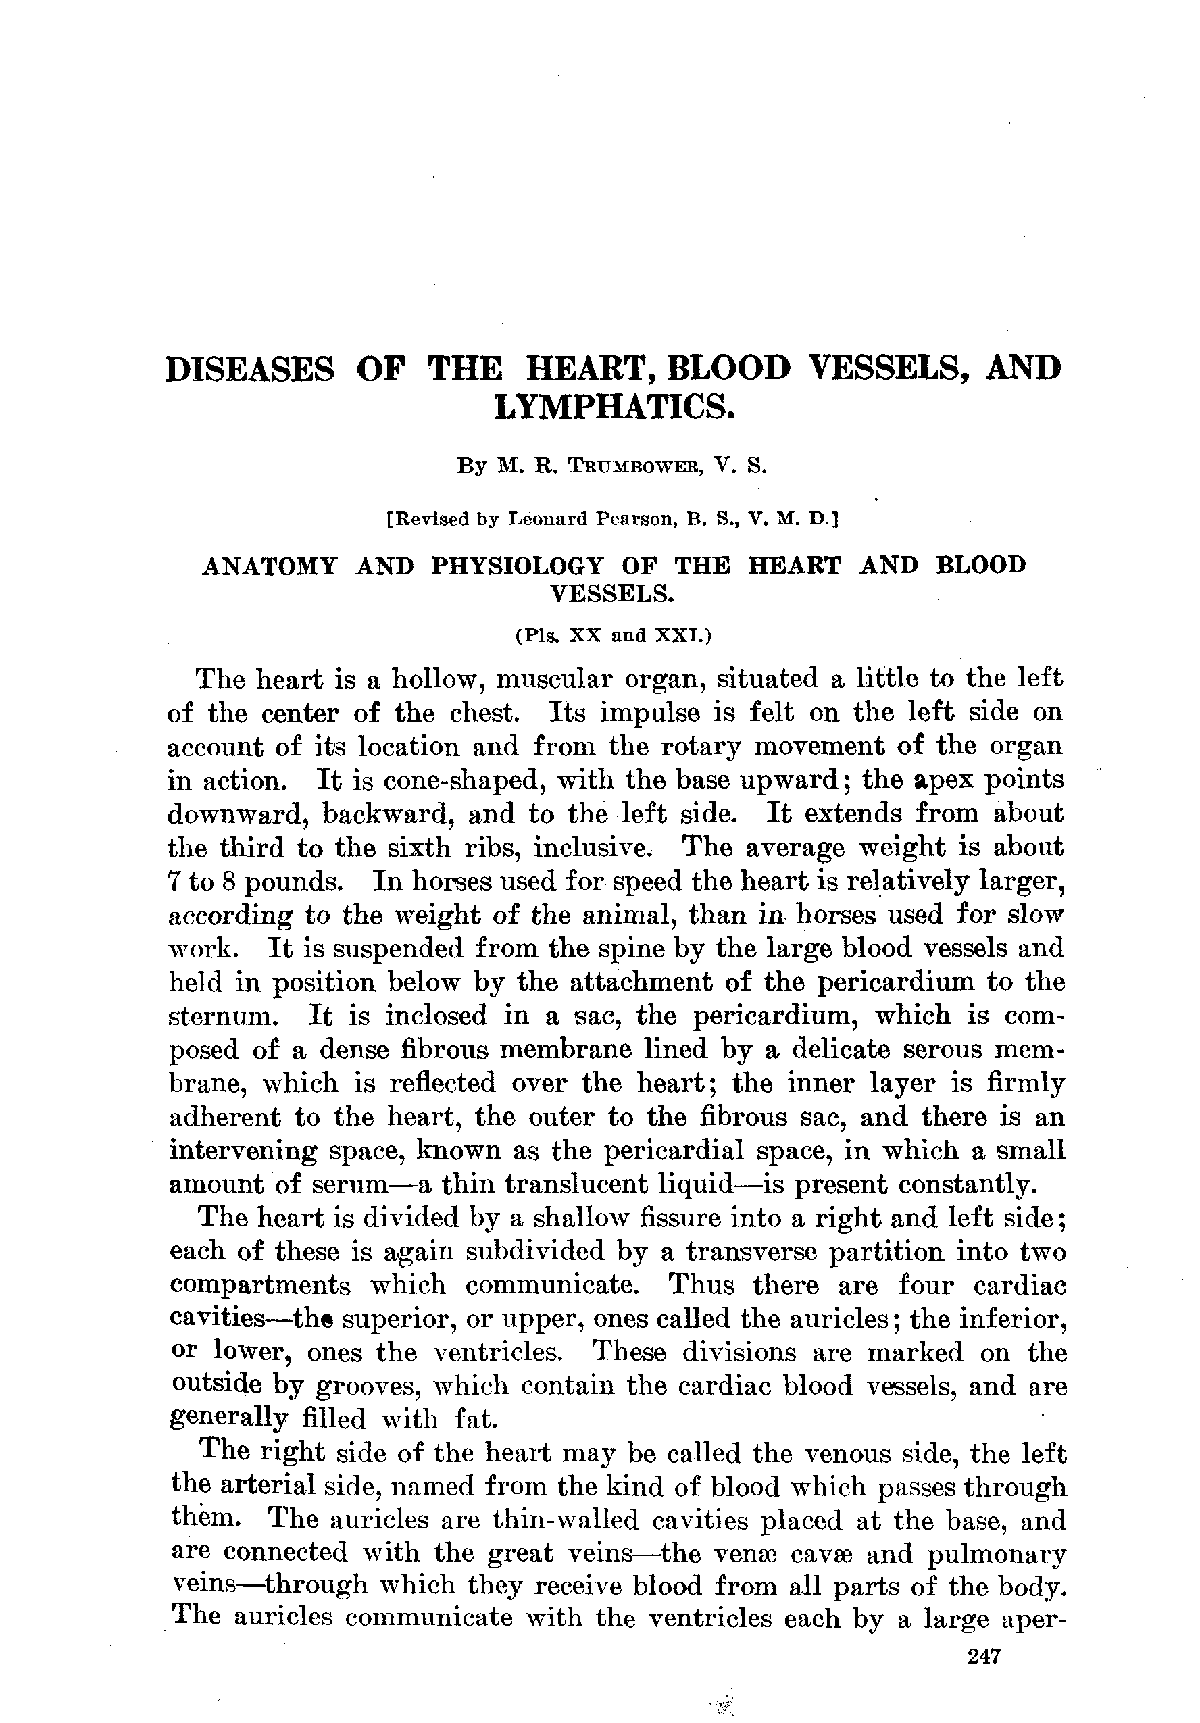 DISEASES OF THE HEART, BLOOD VESSELS, AND
LYMPHATICS.
By M. R. TRUMBOWER, V. S.
[Revised by Leonard Pearson, B. S., V. M. D.]
ANATOMY AND PHYSIOLOGY OF THE HEART AND BLOOD
VESSELS.
(Pls. XX and XXI.)
The heart is a hollow, muscular organ, situated a little to the left
of the center of the chest. Its impulse is felt on the left side on
account of its location and from the rotary movement of the organ
in action. It is cone-shaped, with the base upward; the apex points
downward, backward, and to the left side. It extends from about
the third to the sixth ribs, inclusive. The average weight is about
7 to 8 pounds. In horses used for speed the heart is relatively larger,
according to the weight of the animal, than in horses used for slow
work. It is suspended from the spine by the large blood vessels and
held in position below by the attachment of the pericardium to the
sternum. It is inclosed in a sac, the pericardium, which is com-
posed of a dense fibrous membrane lined by a delicate serous mem-
brane, which is reflected over the heart; the inner layer is firmly
adherent to the heart, the outer to the fibrous sac, and there is an
intervening space, known as the pericardial space, in which a small
amount of serum—a thin translucent liquid—is present constantly.
The heart is divided by a shallow fissure into a right and left side;
each of these is again subdivided by a transverse partition into two
compartments which communicate. Thus there are four cardiac
cavities—the superior, or upper, ones called the auricles; the inferior,
or lower, ones the ventricles. These divisions are marked on the
outside by grooves, which contain the cardiac blood vessels, and are
generally filled with fat.
The right side of the heart may be called the venous side, the left
the arterial side, named from the kind of blood which passes through
them. The auricles are thin-walled cavities placed at the base, and
are connected with the great veins—the venæ cavæ and pulmonary
veins—through which they receive blood from all parts of the body.
The auricles communicate with the ventricles each by a large aper-
247